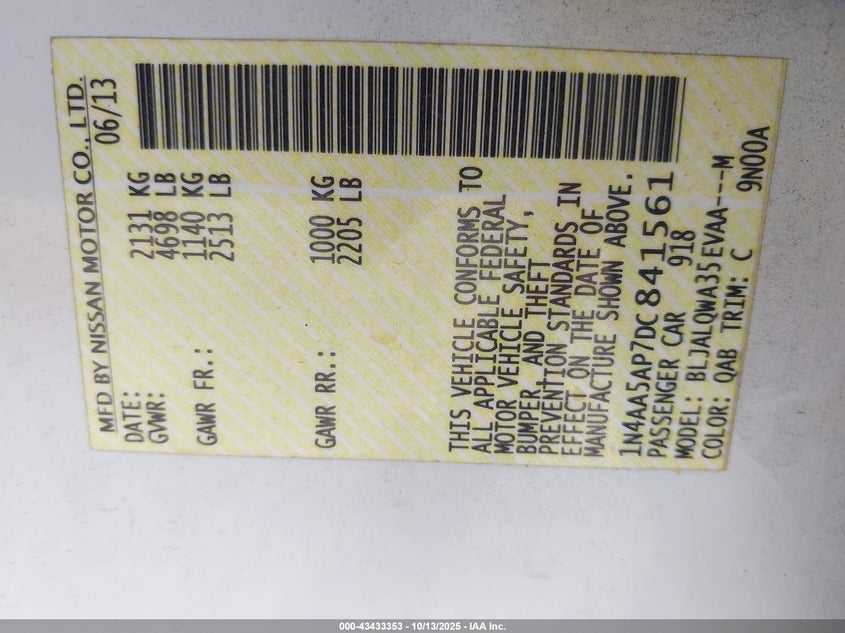 MFD BY NISSAN MOTOR CO., LTD.
DATE: 06/13
GVWR: 2131 KG
4698 LB
GAWR FR.: 1140 KG
2513 LB
GAWR RR.: 1000 KG
2205 LB
THIS VEHICLE CONFORMS TO
ALL APPLICABLE FEDERAL
MOTOR VEHICLE SAFETY,
BUMPER, AND THEFT
PREVENTION STANDARDS IN
EFFECT ON THE DATE OF
MANUFACTURE SHOWN ABOVE.
1N4AA5AP7DC841561
PASSENGER CAR 918
MODEL: BLJALQWA35EVAA---M
COLOR: QAB TRIM: C 9N00A
000-43433353 - 10/13/2025 - IAA Inc.